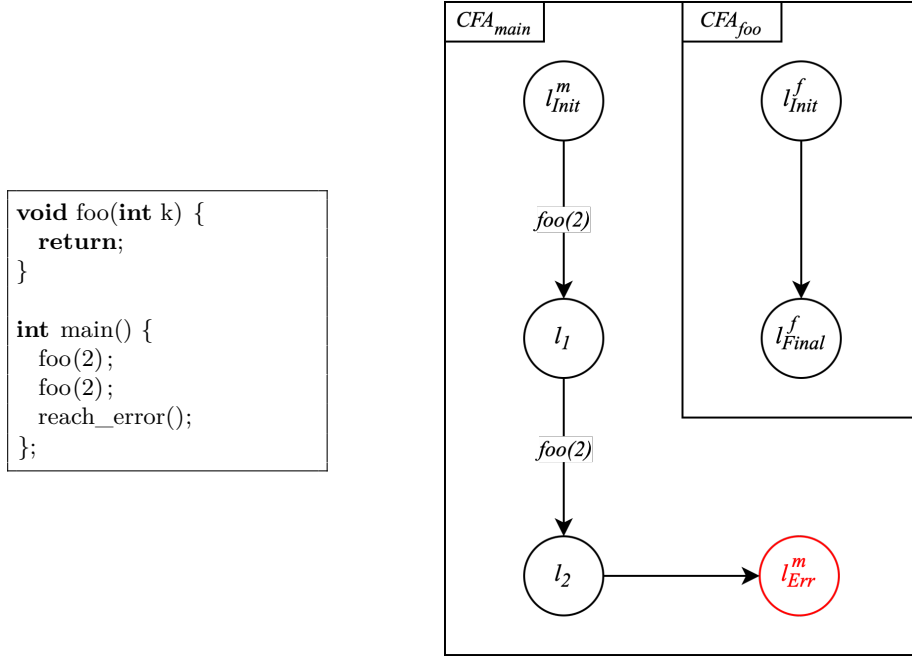 void foo(int k) {
return;
}
int main() {
foo(2);
foo(2);
reach_error();
};
CFA_main
CFA_foo
l^m_Init
l^f_Init
foo(2)
l_1
l^f_Final
foo(2)
l_2
l^m_Err